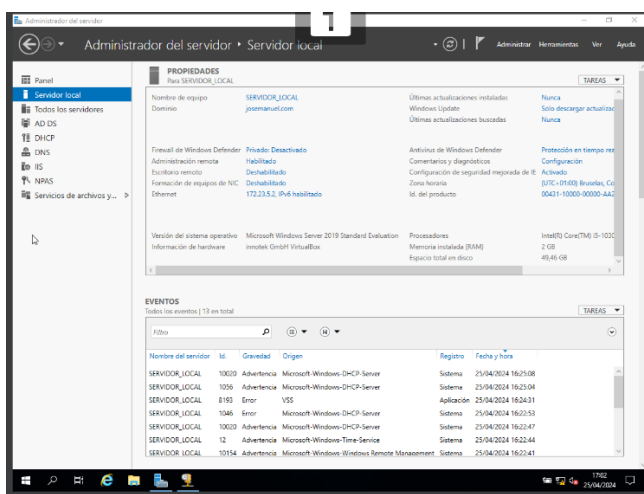 Administrador del servidor
1
Administrador del servidor ‣ Servidor local
Administrar Herramientas Ver Ayuda
Panel
Servidor local
Todos los servidores
AD DS
DHCP
DNS
IIS
NPAS
Servicios de archivos y...
PROPIEDADES
Para SERVIDOR_LOCAL
TAREAS
Nombre de equipo SERVIDOR_LOCAL
Dominio josemanuel.com
Últimas actualizaciones instaladas Nunca
Windows Update Solo descargar actualizac
Últimas actualizaciones buscadas Nunca
Firewall de Windows Defender Privado: Desactivado
Administración remota Habilitado
Escritorio remoto Deshabilitado
Formación de equipos de NIC Deshabilitado
Ethernet 172.23.5.2, IPv6 habilitado
Antivirus de Windows Defender Protección en tiempo rea
Comentarios y diagnósticos Configuración
Configuración de seguridad mejorada de IE Activado
Zona horaria (UTC+01:00) Bruselas, Co
Id. del producto 00431-10000-00000-AA2
Versión del sistema operativo Microsoft Windows Server 2019 Standard Evaluation
Información de hardware innotek GmbH VirtualBox
Procesadores Intel(R) Core(TM) i5-1030
Memoria instalada (RAM) 2 GB
Espacio total en disco 49,46 GB
EVENTOS
Todos los eventos | 13 en total
TAREAS
Filtro
Nombre del servidor Id. Gravedad Origen Registro Fecha y hora
SERVIDOR_LOCAL 10020 Advertencia Microsoft-Windows-DHCP-Server Sistema 25/04/2024 16:25:08
SERVIDOR_LOCAL 1056 Advertencia Microsoft-Windows-DHCP-Server Sistema 25/04/2024 16:25:04
SERVIDOR_LOCAL 8193 Error VSS Aplicación 25/04/2024 16:24:31
SERVIDOR_LOCAL 1046 Error Microsoft-Windows-DHCP-Server Sistema 25/04/2024 16:22:53
SERVIDOR_LOCAL 10020 Advertencia Microsoft-Windows-DHCP-Server Sistema 25/04/2024 16:22:47
SERVIDOR_LOCAL 12 Advertencia Microsoft-Windows-Time-Service Sistema 25/04/2024 16:22:44
SERVIDOR_LOCAL 10154 Advertencia Microsoft-Windows-Windows Remote Management Sistema 25/04/2024 16:22:41
17:02
25/04/2024